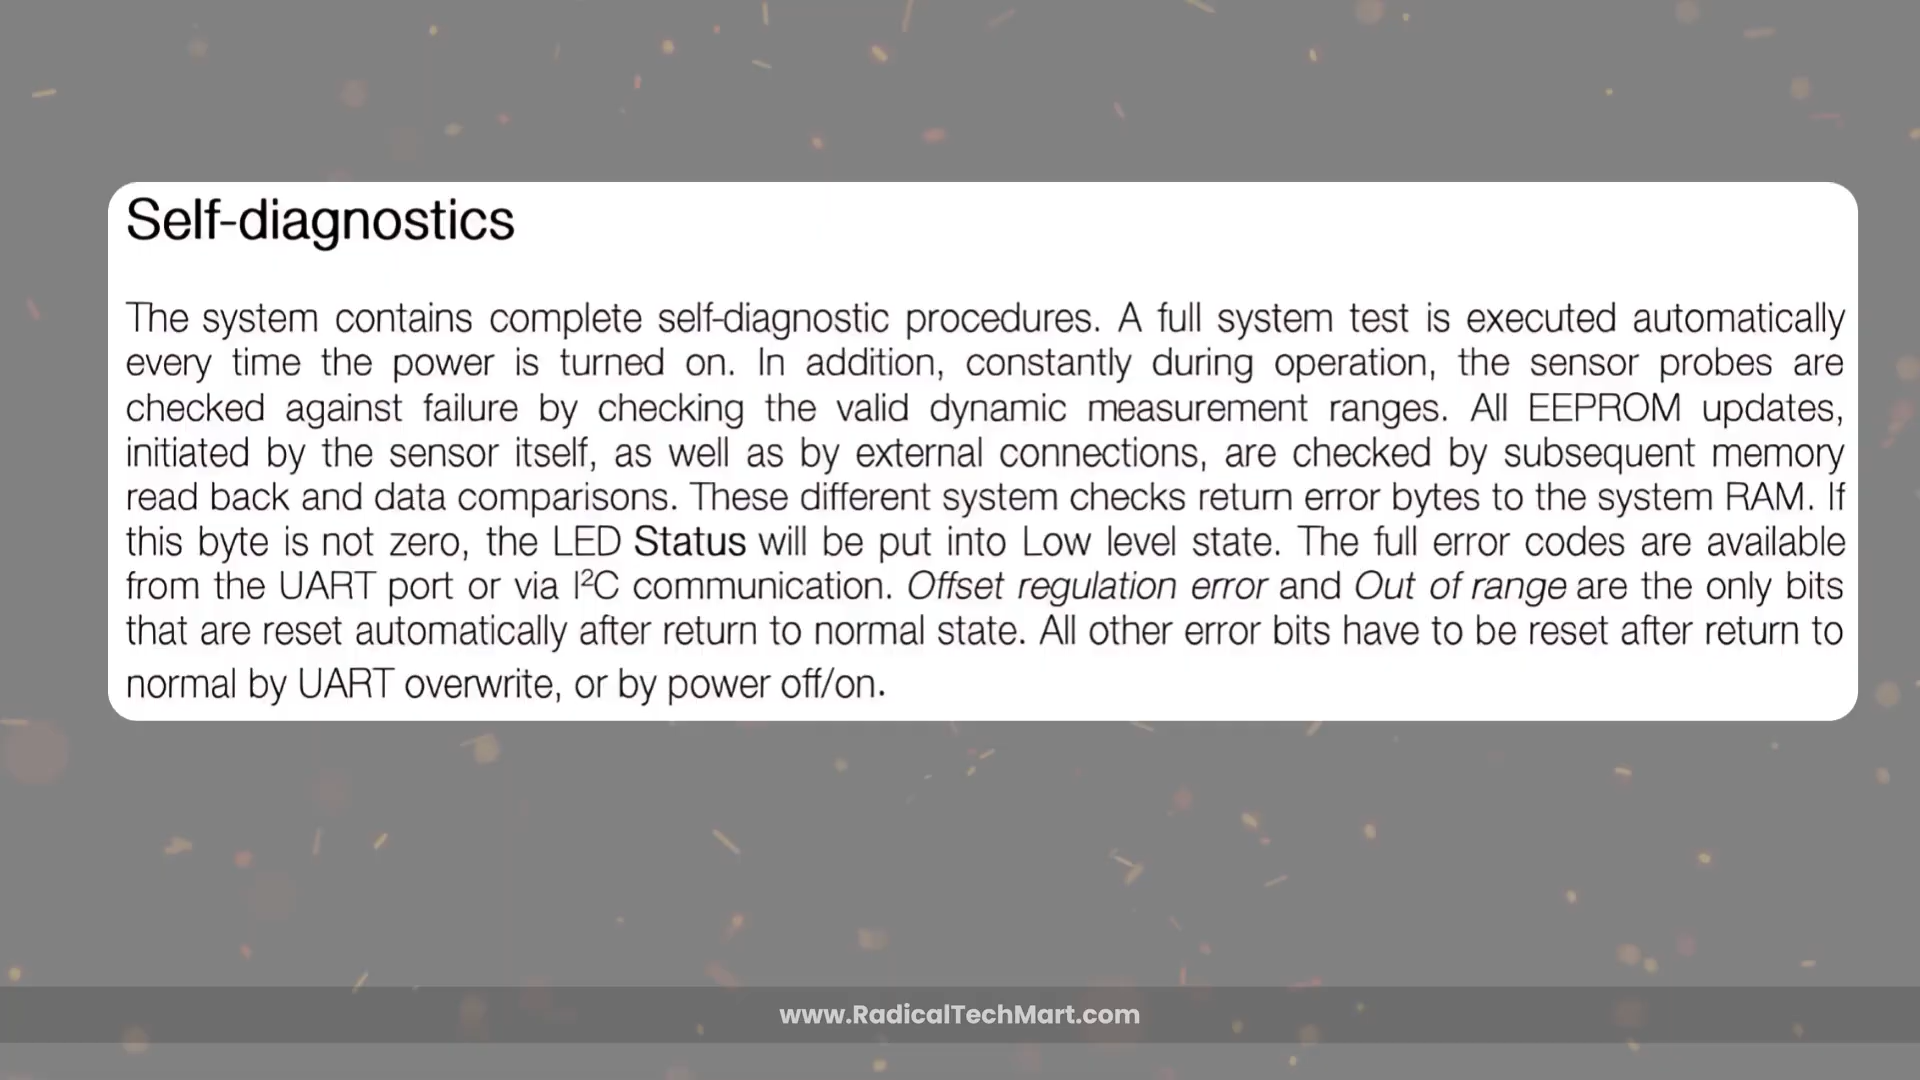 Self-diagnostics
The system contains complete self-diagnostic procedures. A full system test is executed automatically
every time the power is turned on. In addition, constantly during operation, the sensor probes are
checked against failure by checking the valid dynamic measurement ranges. All EEPROM updates,
initiated by the sensor itself, as well as by external connections, are checked by subsequent memory
read back and data comparisons. These different system checks return error bytes to the system RAM. If
this byte is not zero, the LED Status will be put into Low level state. The full error codes are available
from the UART port or via I²C communication. Offset regulation error and Out of range are the only bits
that are reset automatically after return to normal state. All other error bits have to be reset after return to
normal by UART overwrite, or by power off/on.
www.RadicalTechMart.com